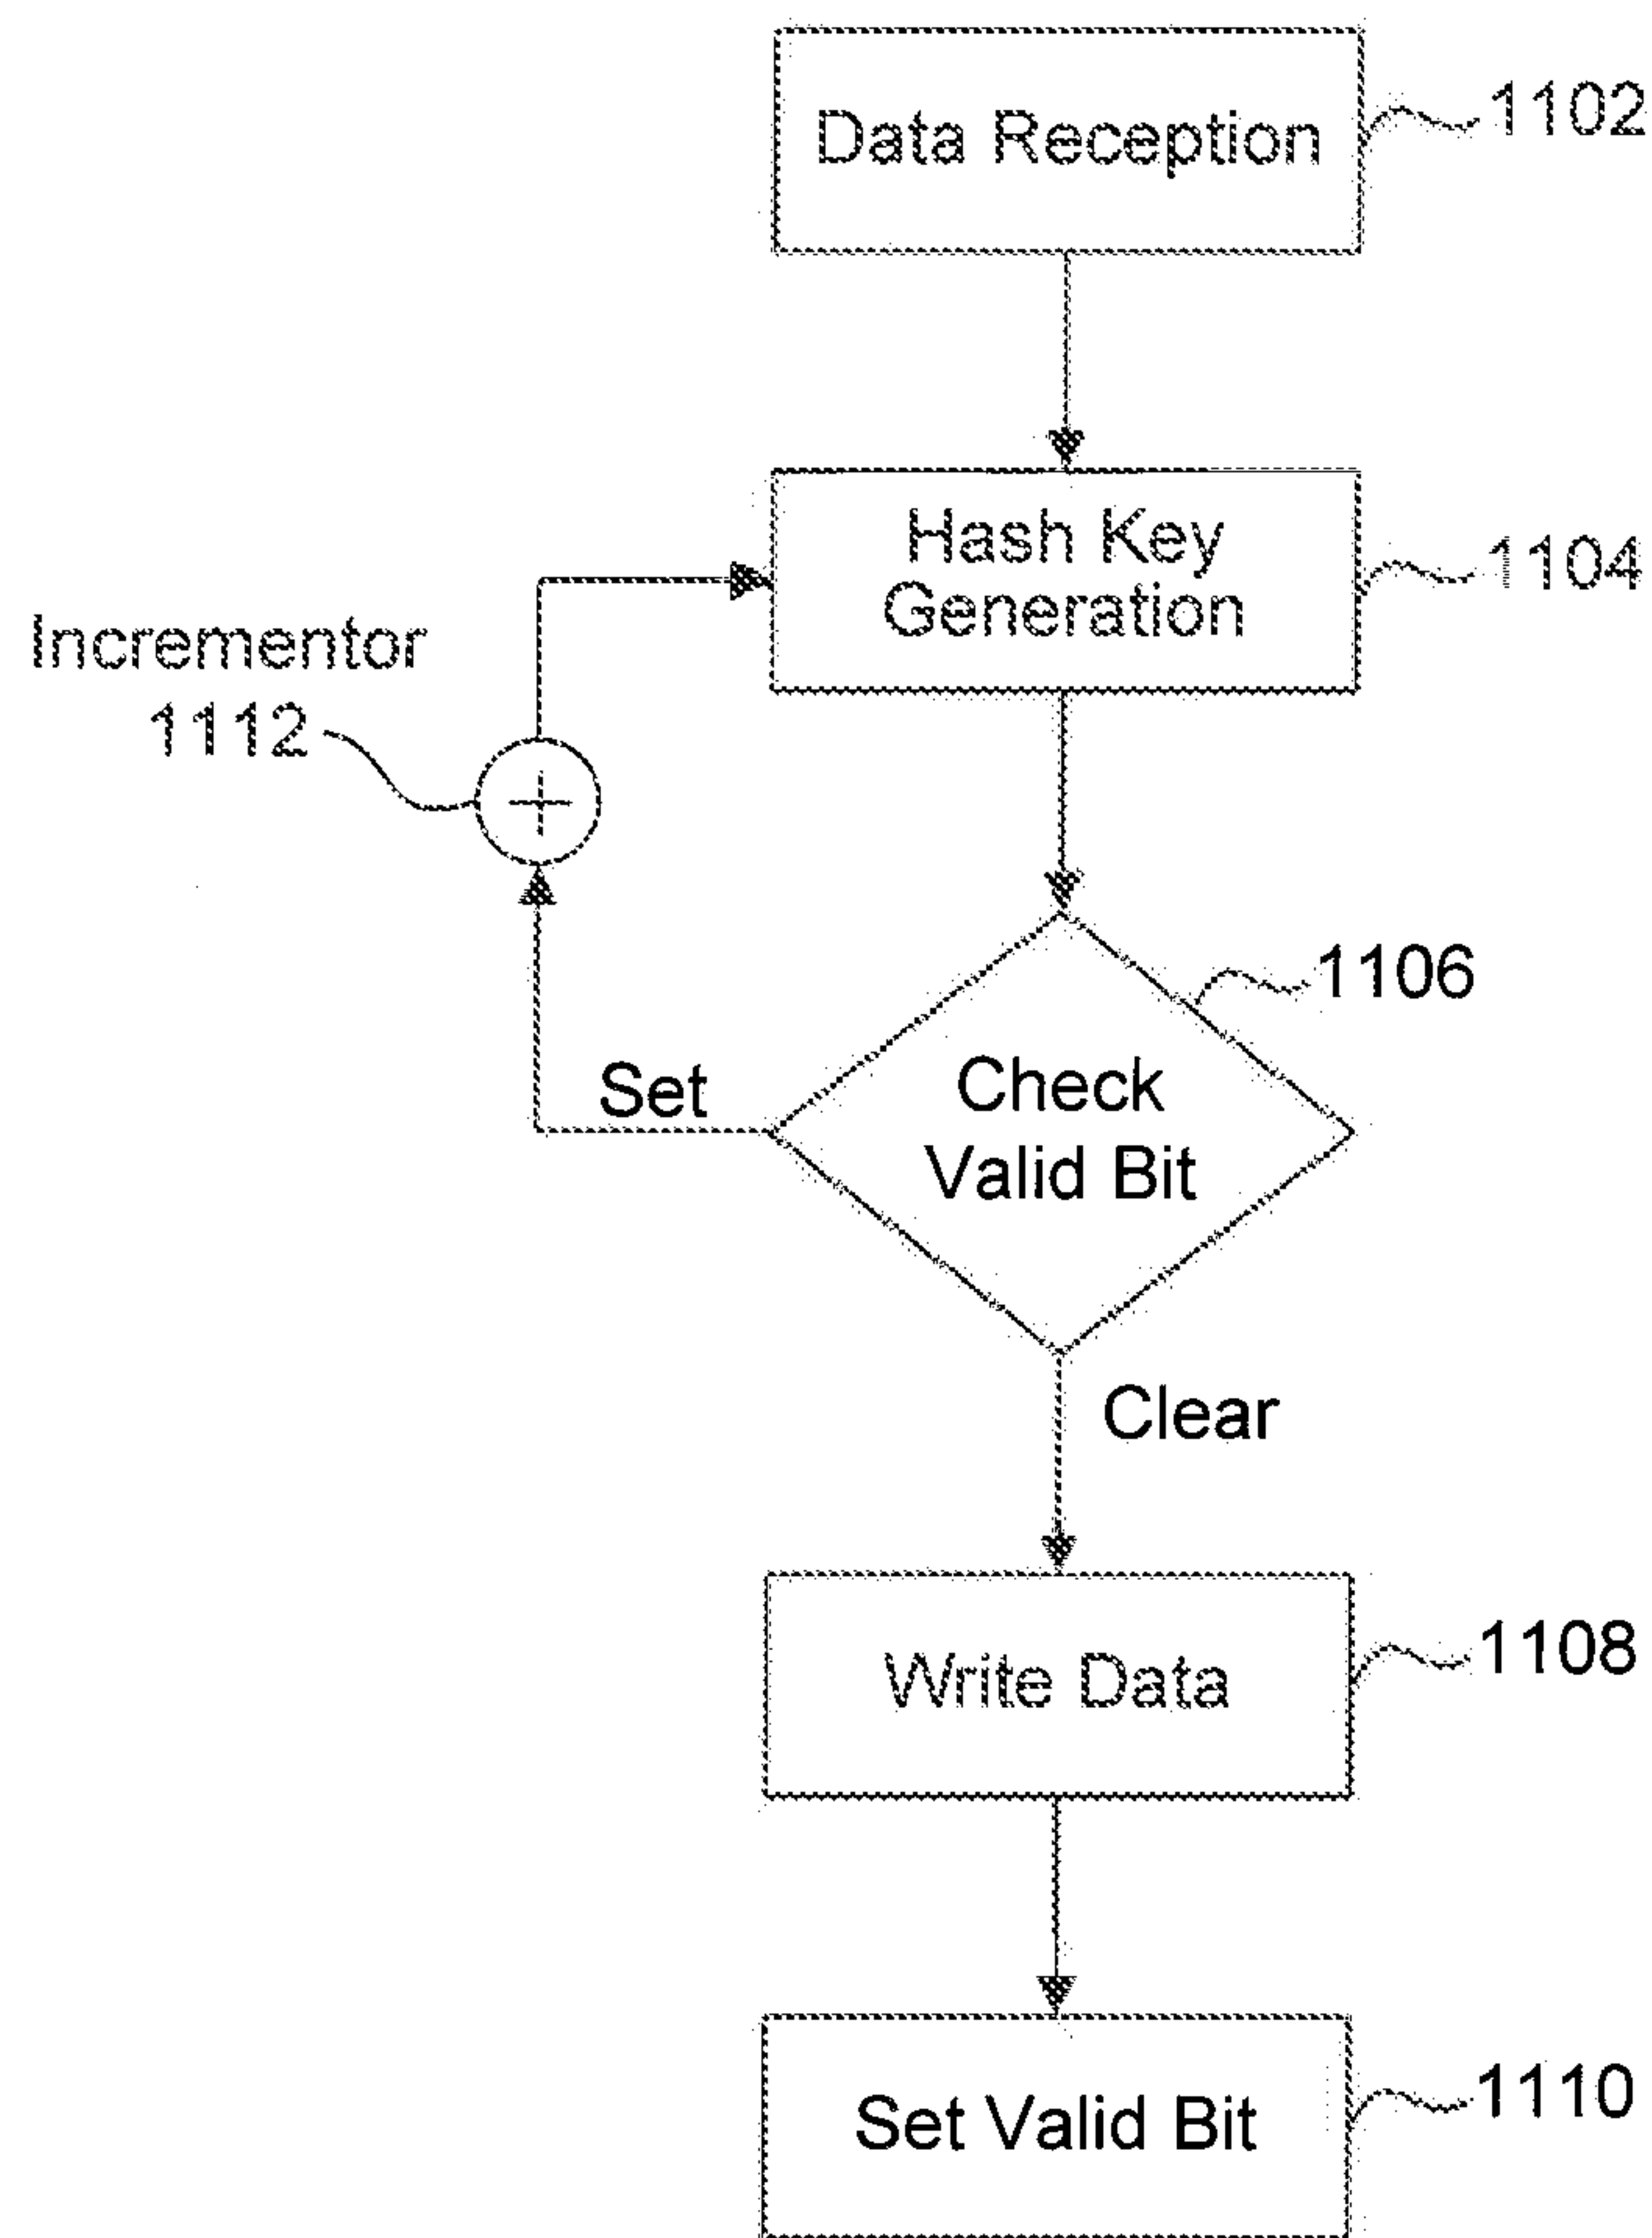 Data Reception
1102
Hash Key
Generation
1104
Incrementor
1112
1106
Check
Valid Bit
Set
Clear
Write Data
1108
Set Valid Bit
1110